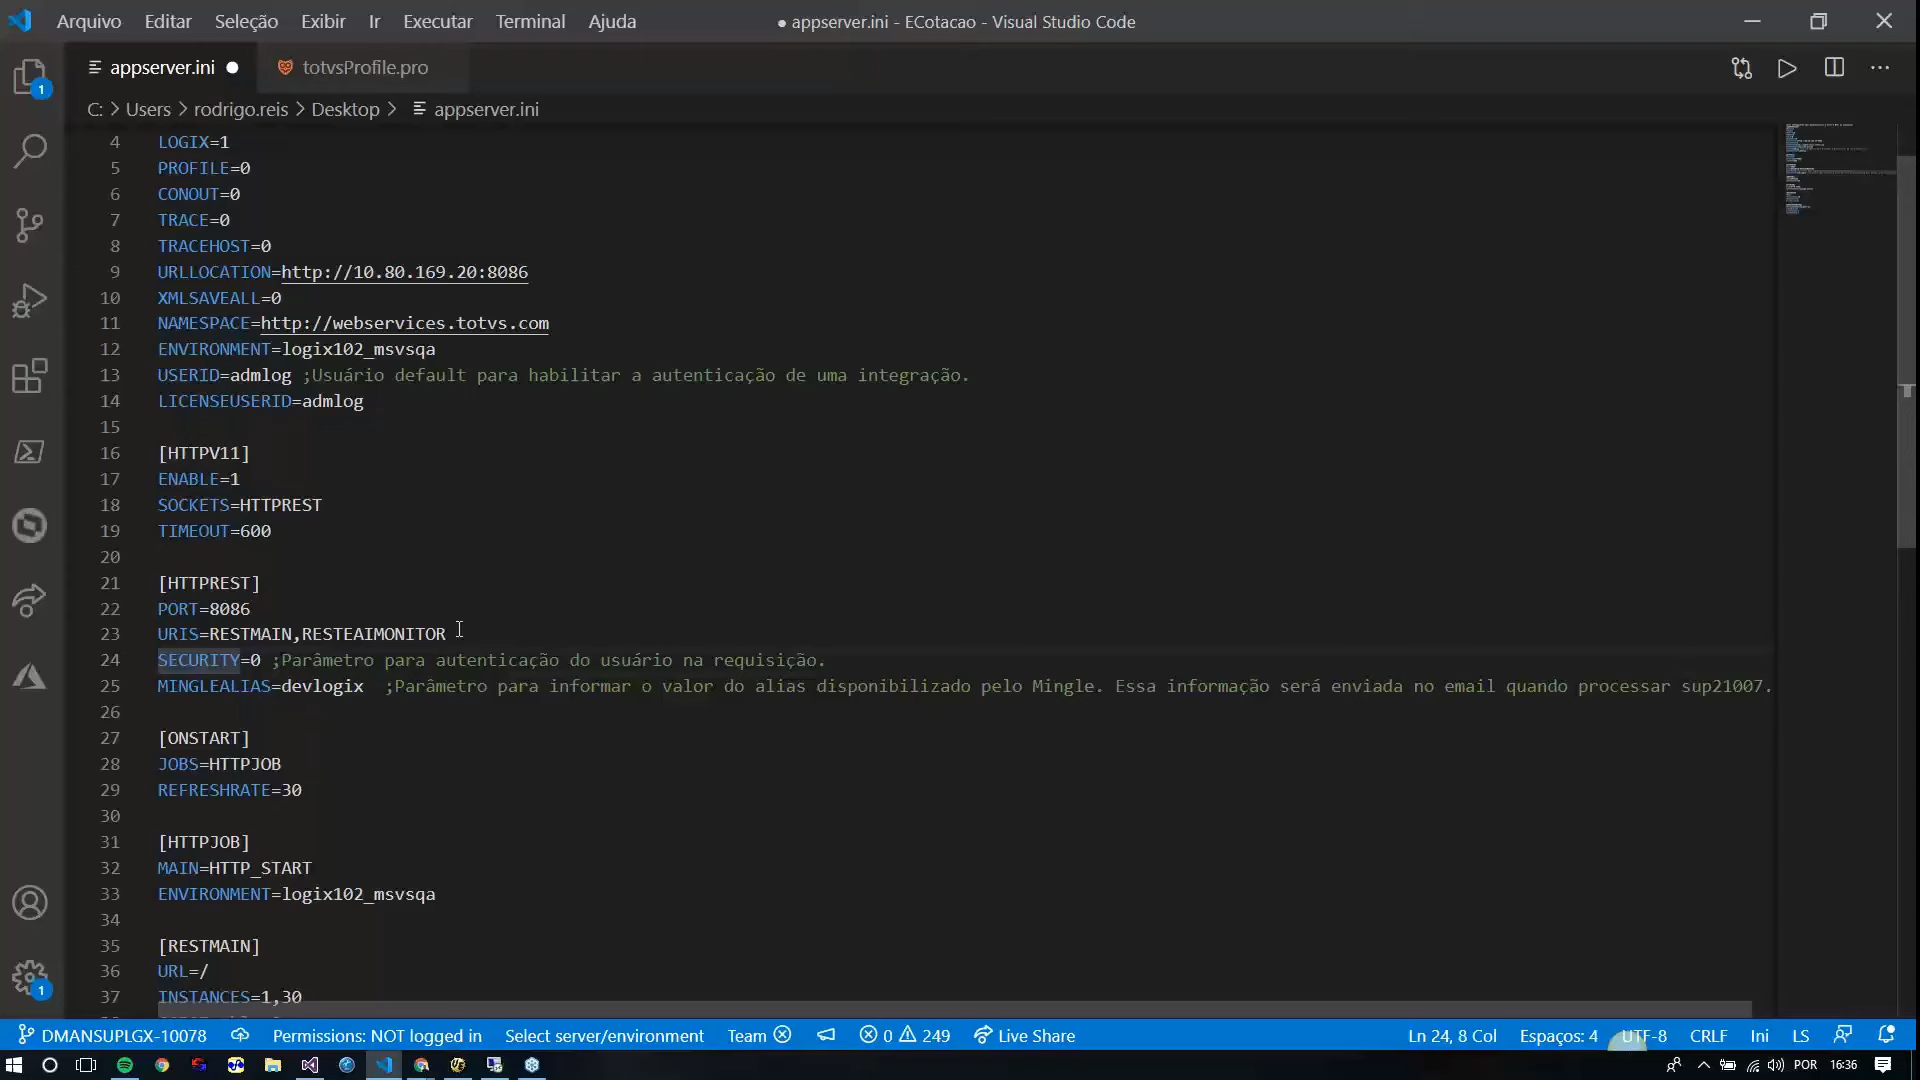 Arquivo Editar Seleção Exibir Ir Executar Terminal Ajuda
● appserver.ini - ECotacao - Visual Studio Code
appserver.ini ●
totvsProfile.pro
C: > Users > rodrigo.reis > Desktop > appserver.ini
4 LOGIX=1
5 PROFILE=0
6 CONOUT=0
7 TRACE=0
8 TRACEHOST=0
9 URLLOCATION=http://10.80.169.20:8086
10 XMLSAVEALL=0
11 NAMESPACE=http://webservices.totvs.com
12 ENVIRONMENT=logix102_msvsqa
13 USERID=admlog ;Usuário default para habilitar a autenticação de uma integração.
14 LICENSEUSERID=admlog
15
16 [HTTPV11]
17 ENABLE=1
18 SOCKETS=HTTPREST
19 TIMEOUT=600
20
21 [HTTPREST]
22 PORT=8086
23 URIS=RESTMAIN,RESTEAIMONITOR
24 SECURITY=0 ;Parâmetro para autenticação do usuário na requisição.
25 MINGLEALIAS=devlogix  ;Parâmetro para informar o valor do alias disponibilizado pelo Mingle. Essa informação será enviada no email quando processar sup21007.
26
27 [ONSTART]
28 JOBS=HTTPJOB
29 REFRESHRATE=30
30
31 [HTTPJOB]
32 MAIN=HTTP_START
33 ENVIRONMENT=logix102_msvsqa
34
35 [RESTMAIN]
36 URL=/
37 INSTANCES=1,30
1
1
DMANSUPLGX-10078 Permissions: NOT logged in Select server/environment Team 0 249 Live Share Ln 24, 8 Col Espaços: 4 UTF-8 CRLF Ini LS
POR 16:36